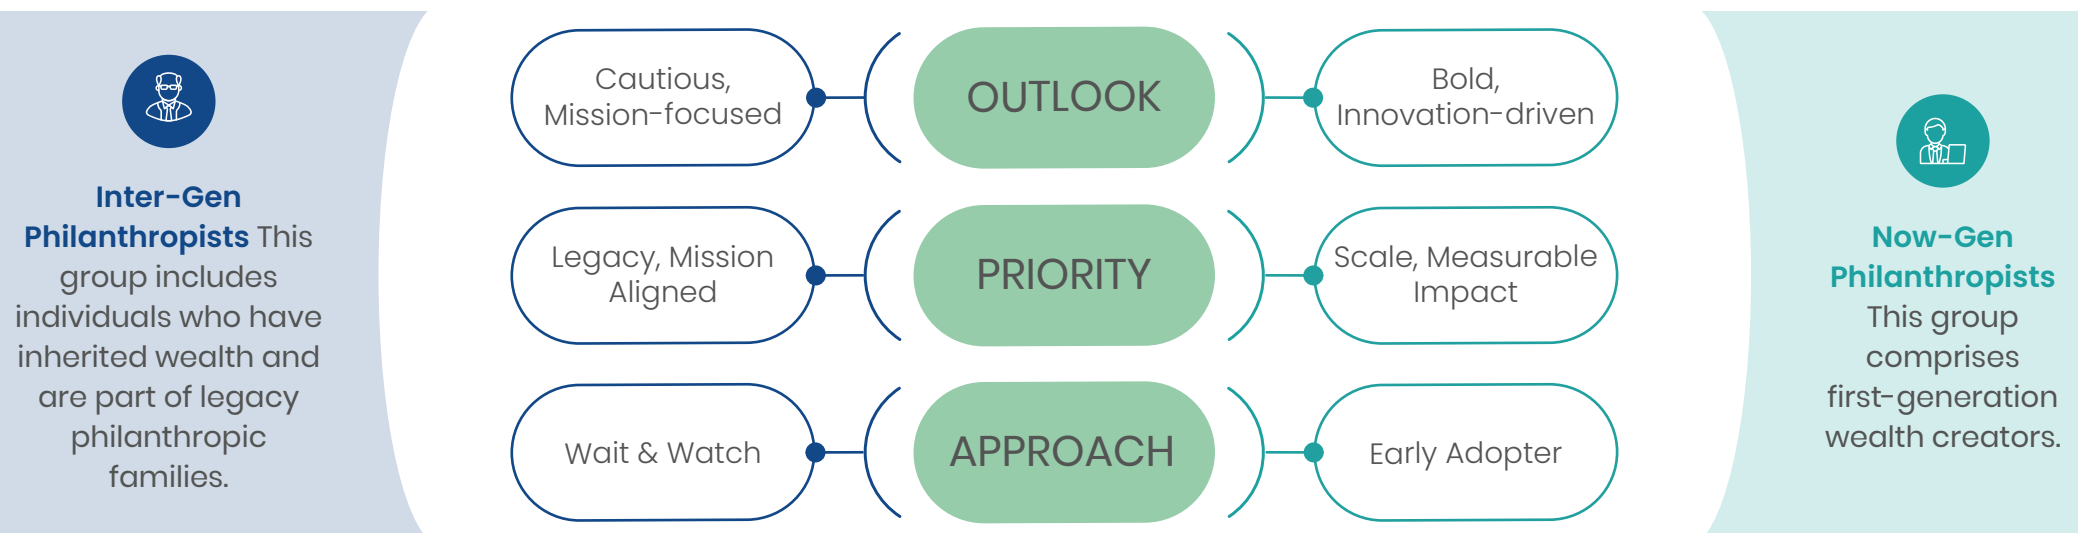 Inter-Gen
Philanthropists This
group includes
individuals who have
inherited wealth and
are part of legacy
philanthropic
families.
Cautious,
Mission-focused
OUTLOOK
Bold,
Innovation-driven
Legacy, Mission
Aligned
PRIORITY
Scale, Measurable
Impact
Wait & Watch
APPROACH
Early Adopter
Now-Gen
Philanthropists
This group
comprises
first-generation
wealth creators.